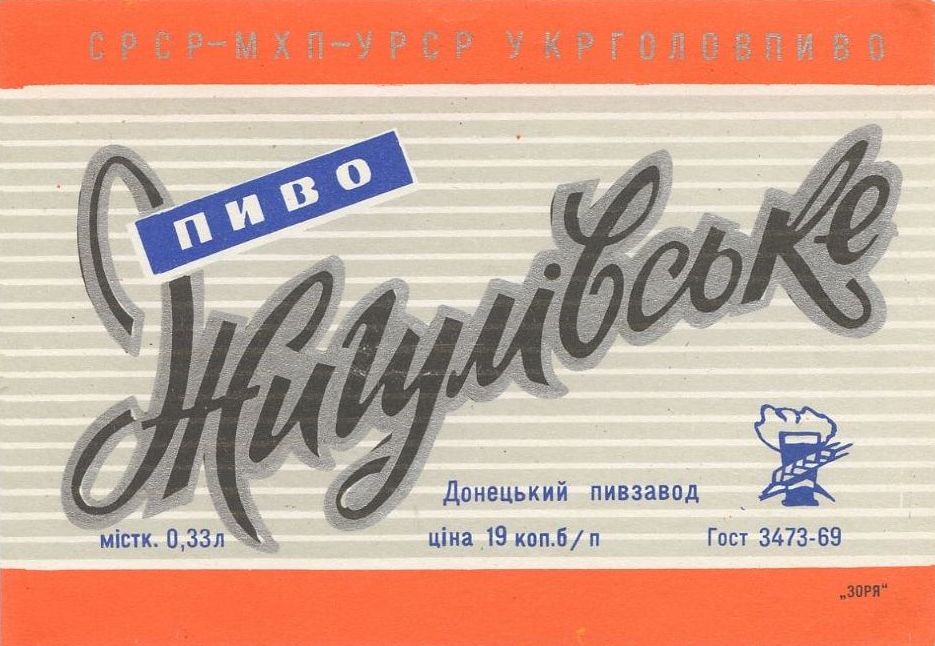 СРСР-МХП-УРСР УКРГОЛОВПИВО
ПИВО
Жигулівське
Донецький пивзавод
містк. 0,33л ціна 19 коп.б/п Гост 3473-69
„ЗОРЯ“